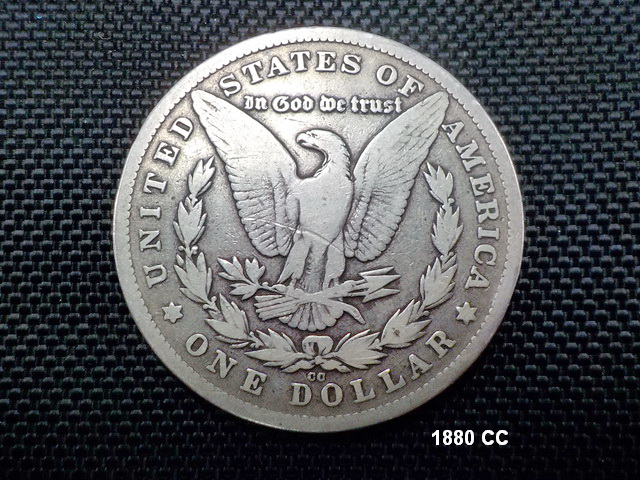 UNITED STATES OF AMERICA
In God we trust
CC
ONE DOLLAR
1880 CC